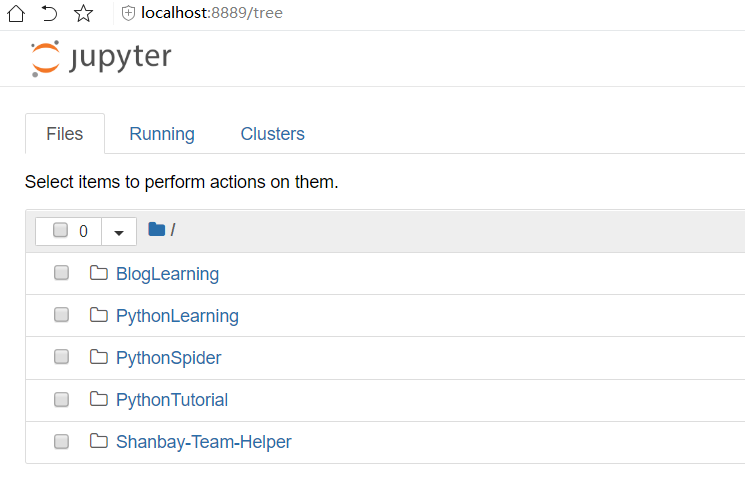 localhost:8889/tree
jupyter
Files Running Clusters
Select items to perform actions on them.
0 /
BlogLearning
PythonLearning
PythonSpider
PythonTutorial
Shanbay-Team-Helper